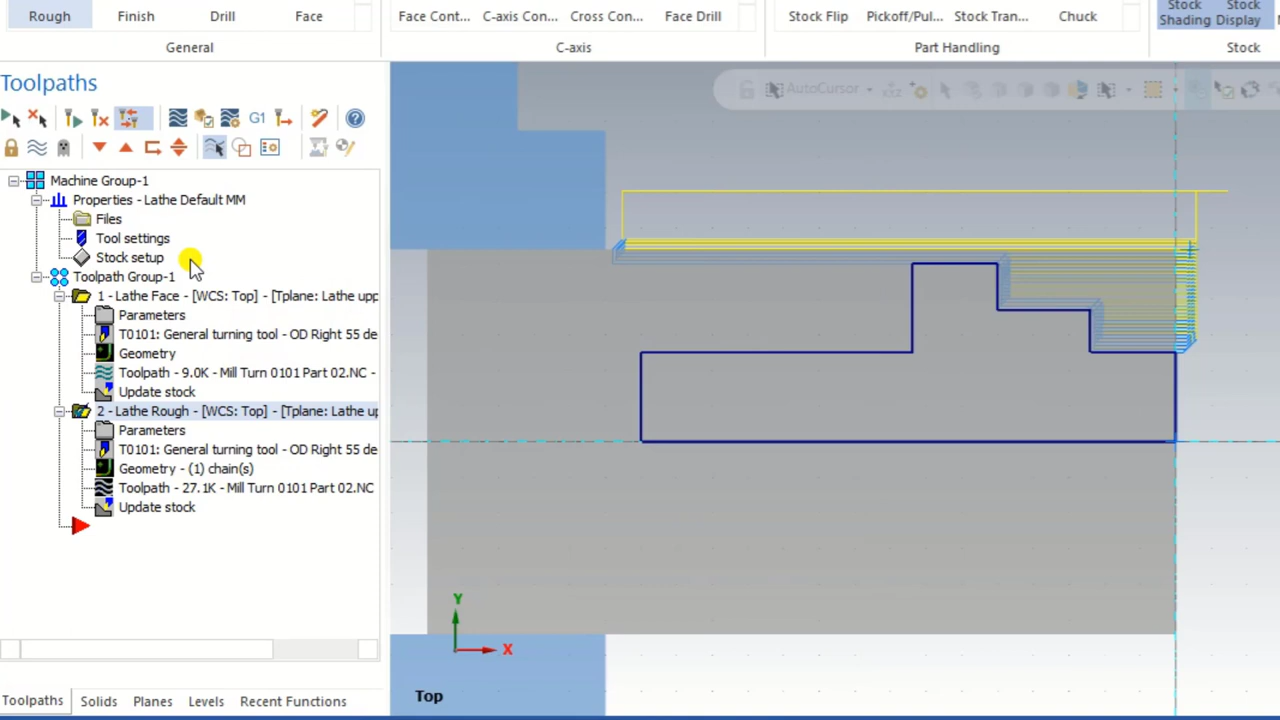 Rough Finish Drill Face Face Cont... C-axis Con... Cross Con... Face Drill Stock Flip Pickoff/Pul... Stock Tran... Chuck Stock Shading Stock Display
General C-axis Part Handling Stock
Toolpaths
AutoCursor
G1
Machine Group-1
Properties - Lathe Default MM
Files
Tool settings
Stock setup
Toolpath Group-1
1 - Lathe Face - [WCS: Top] - [Tplane: Lathe upp
Parameters
T0101: General turning tool - OD Right 55 de
Geometry
Toolpath - 9.0K - Mill Turn 0101 Part 02.NC -
Update stock
2 - Lathe Rough - [WCS: Top] - [Tplane: Lathe up
Parameters
T0101: General turning tool - OD Right 55 de
Geometry - (1) chain(s)
Toolpath - 27.1K - Mill Turn 0101 Part 02.NC
Update stock
Y
X
Top
Toolpaths Solids Planes Levels Recent Functions